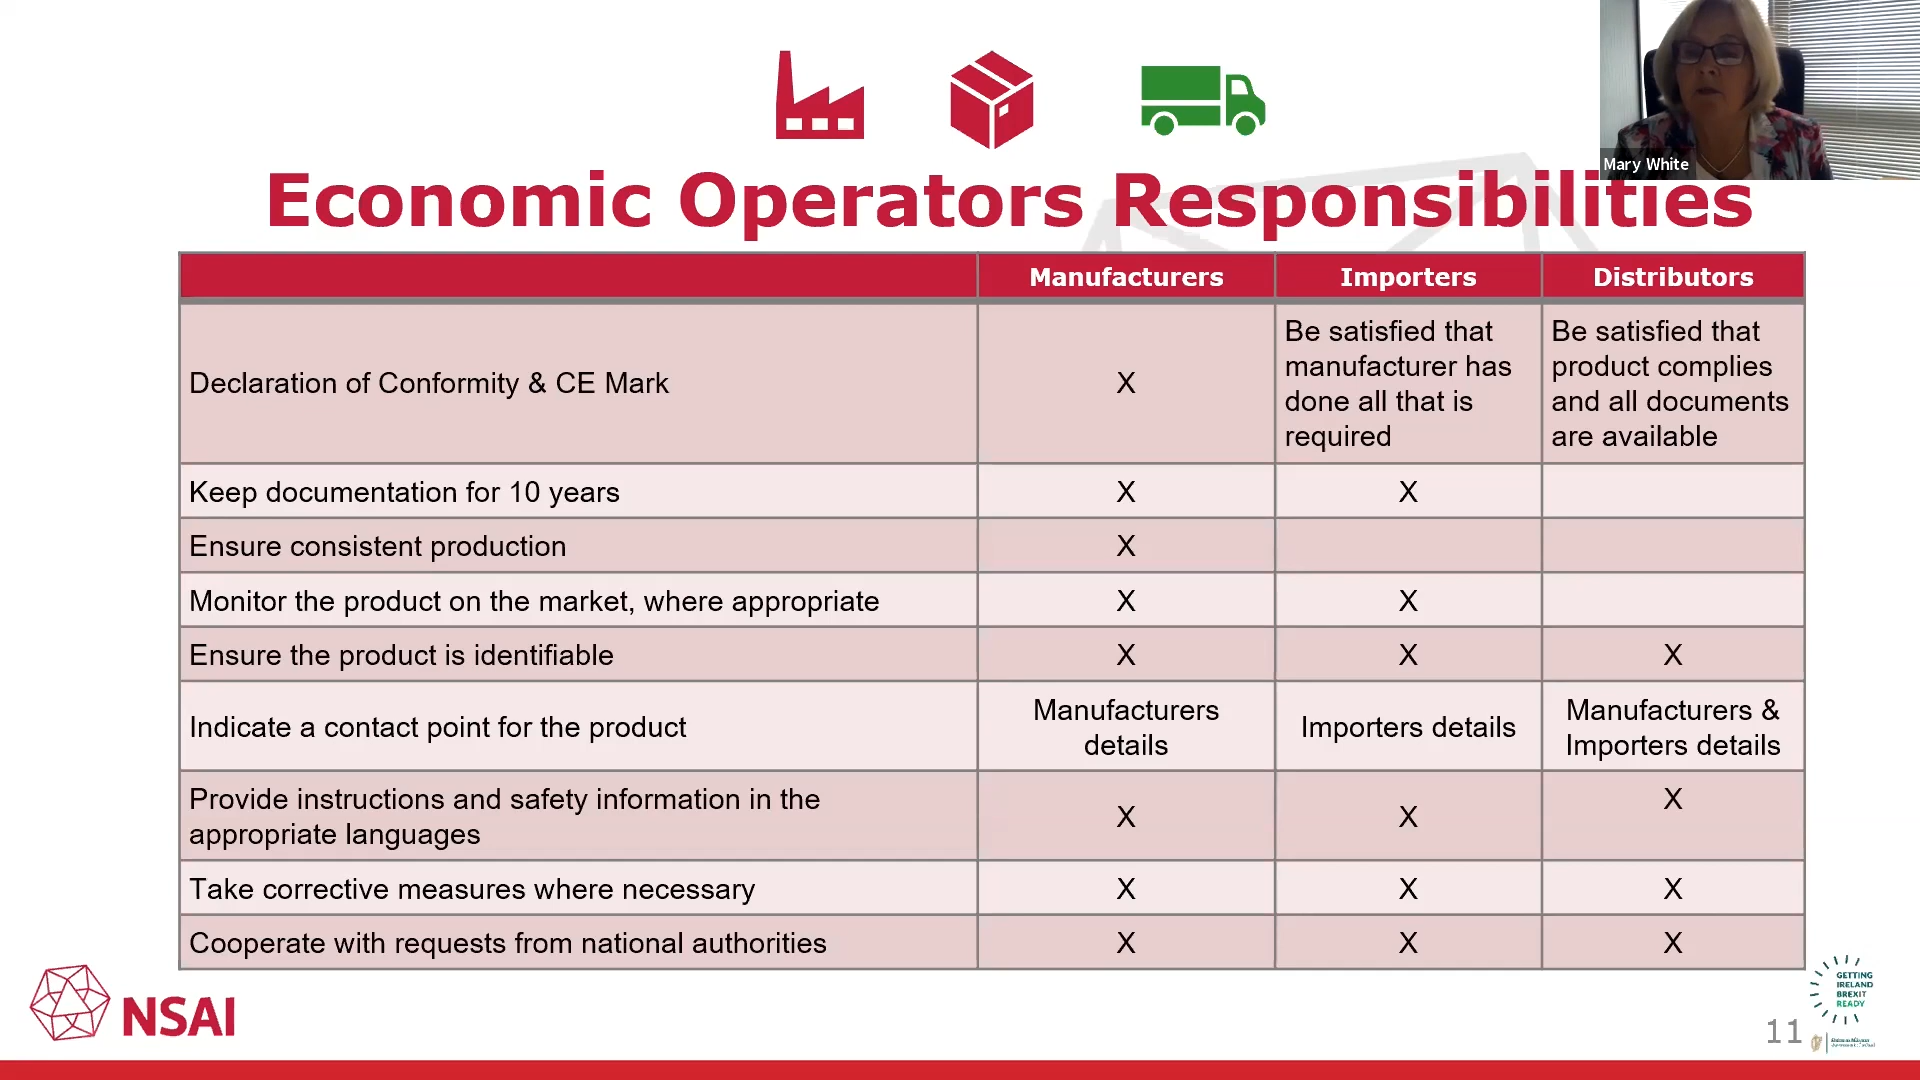 Mary White
Economic Operators Responsibilities
Manufacturers Importers Distributors
Declaration of Conformity & CE Mark
X
Be satisfied that
manufacturer has
done all that is
required
Be satisfied that
product complies
and all documents
are available
Keep documentation for 10 years X X
Ensure consistent production X
Monitor the product on the market, where appropriate X X
Ensure the product is identifiable X X X
Indicate a contact point for the product
Manufacturers
details
Importers details
Manufacturers &
Importers details
Provide instructions and safety information in the
appropriate languages
X X X
Take corrective measures where necessary X X X
Cooperate with requests from national authorities X X X
NSAI
GETTING
IRELAND
BREXIT
READY
11